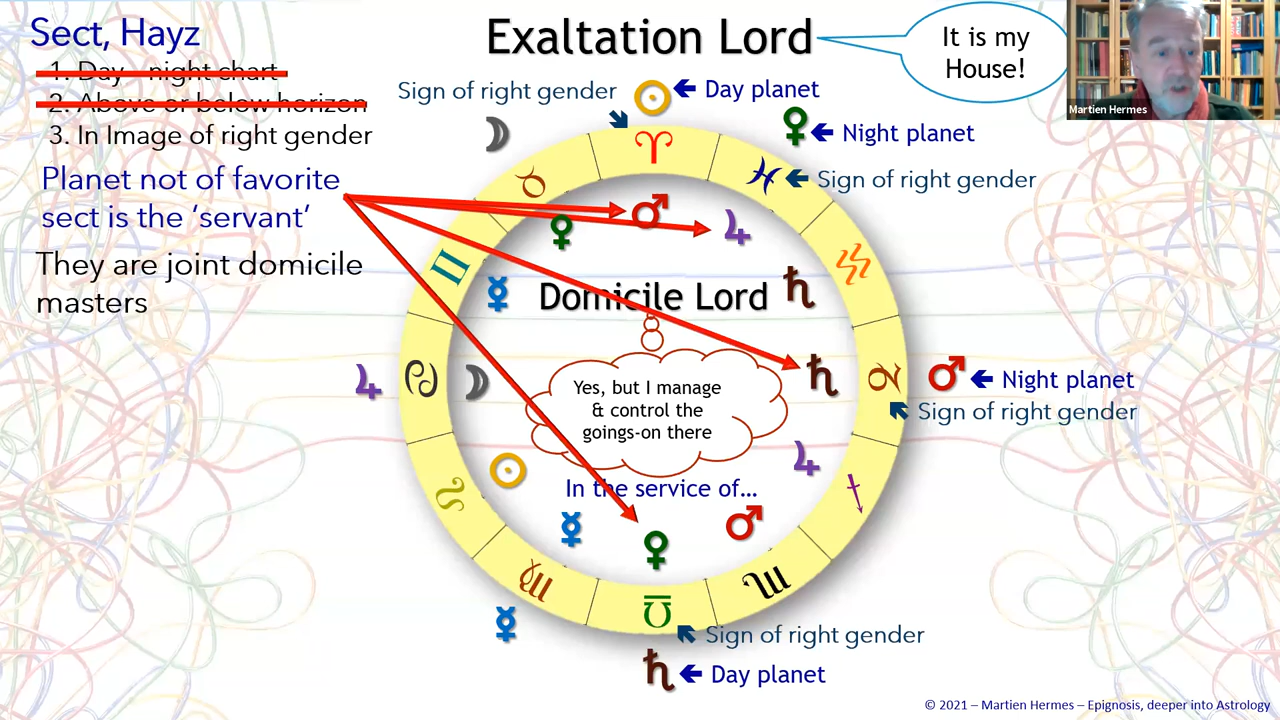 Sect, Hayz
1. Day - night chart
2. Above or below horizon
3. In Image of right gender
Planet not of favorite
sect is the ‘servant’
They are joint domicile
masters
Exaltation Lord
It is my
House!
Martien Hermes
Sign of right gender
Day planet
Night planet
Sign of right gender
Domicile Lord
Yes, but I manage
& control the
goings-on there
Night planet
Sign of right gender
In the service of...
Sign of right gender
Day planet
© 2021 – Martien Hermes – Epignosis, deeper into Astrology